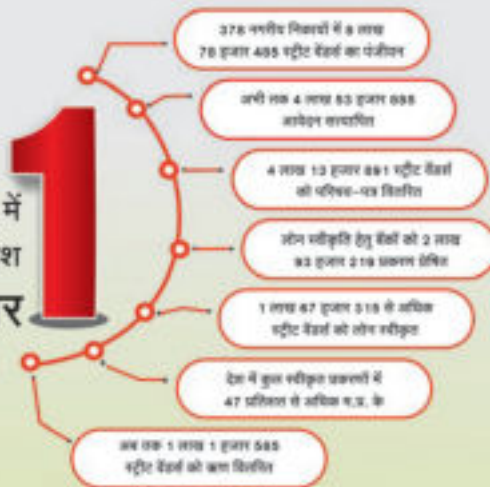 378 नगरीय निकायों में 8 लाख
78 हजार 485 स्ट्रीट वेंडर्स का पंजीयन
अभी तक 4 लाख 53 हजार 885
आवेदन सत्यापित
4 लाख 13 हजार 891 स्ट्रीट वेंडर्स
को परिचय-पत्र वितरित
1
में
श
र
लोन स्वीकृति हेतु बैंकों को 2 लाख
93 हजार 219 प्रकरण प्रेषित
1 लाख 67 हजार 315 से अधिक
स्ट्रीट वेंडर्स को लोन स्वीकृत
देश में कुल स्वीकृत प्रकरणों में
47 प्रतिशत से अधिक म.प्र. के
अब तक 1 लाख 1 हजार 585
स्ट्रीट वेंडर्स को ऋण वितरित